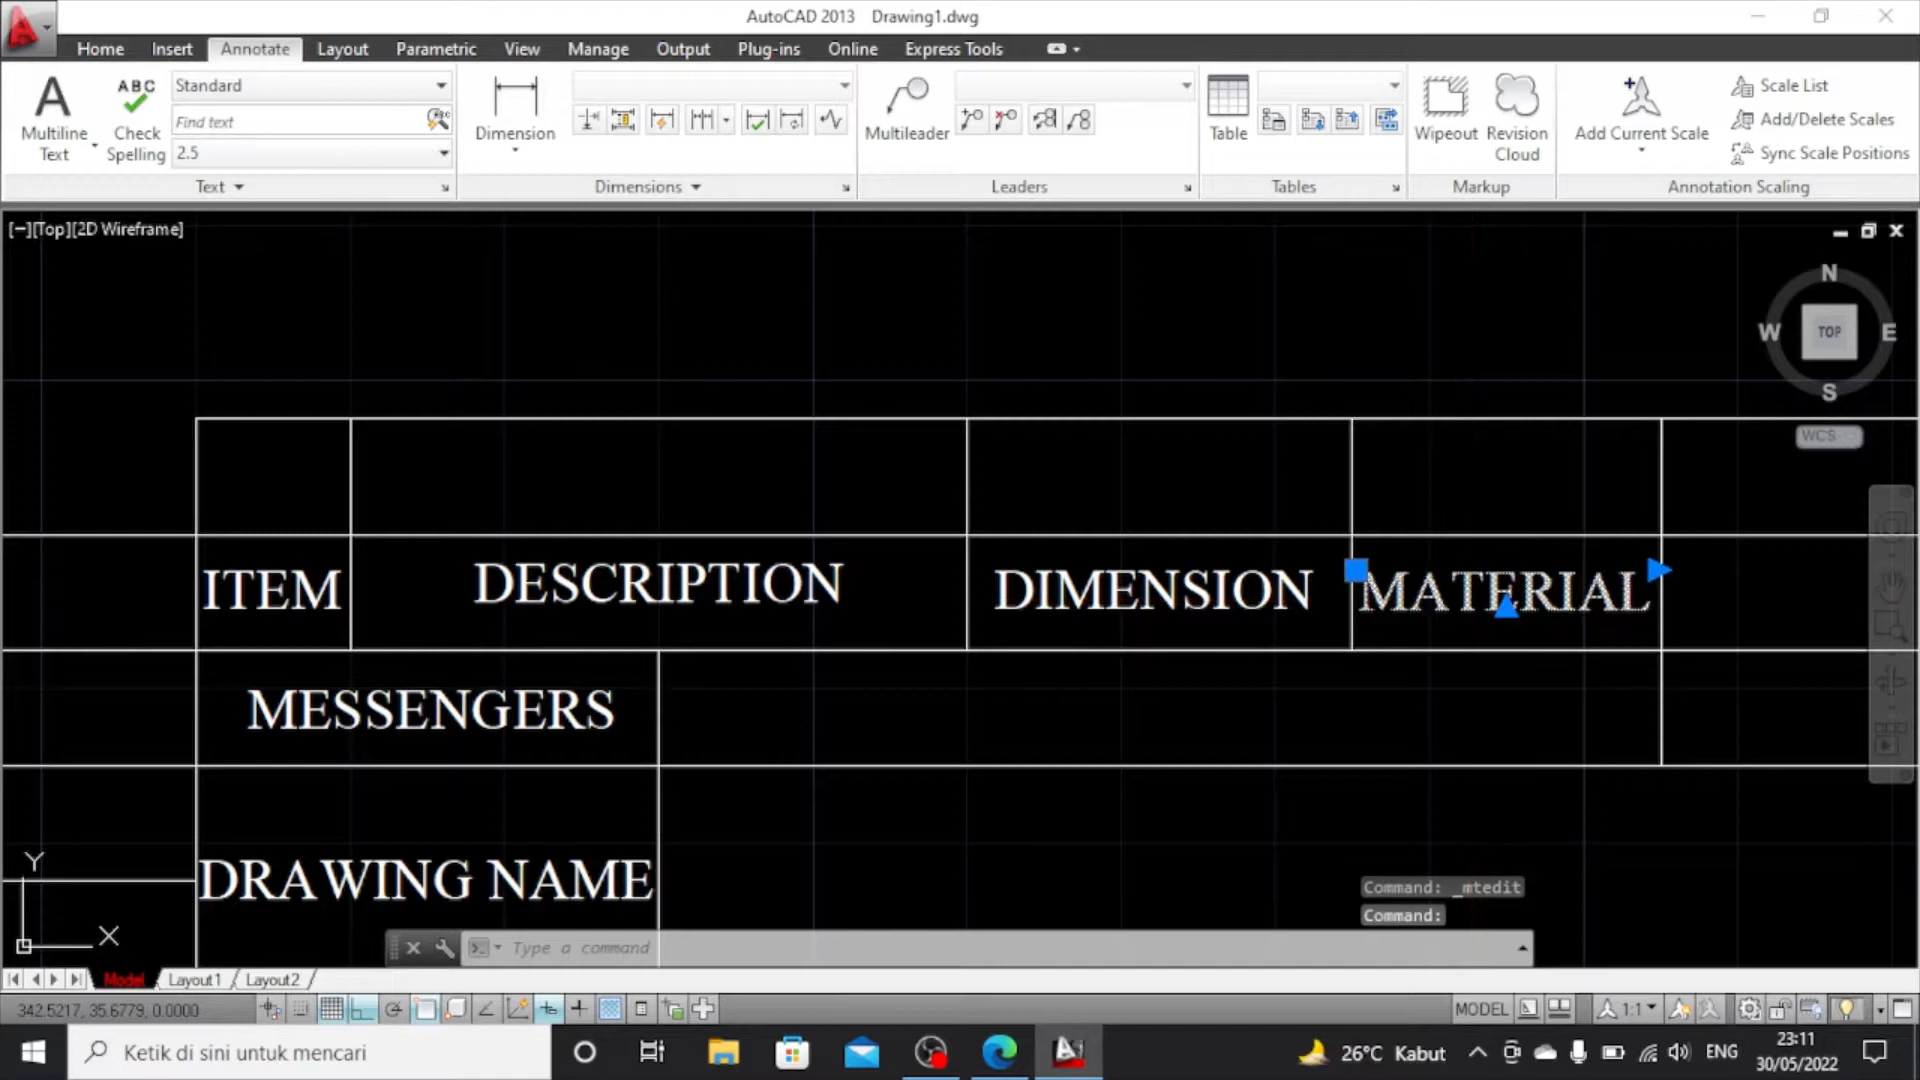 AutoCAD 2013 Drawing1.dwg
Home Insert Annotate Layout Parametric View Manage Output Plug-ins Online Express Tools
Multiline Text
ABC Check Spelling
Standard
Find text
2.5
Dimension
Multileader
Table
Wipeout
Revision Cloud
Add Current Scale
Scale List
Add/Delete Scales
Sync Scale Positions
Text Dimensions Leaders Tables Markup Annotation Scaling
[−][Top][2D Wireframe]
N
W TOP E
S
WCS
ITEM DESCRIPTION DIMENSION MATERIAL
MESSENGERS
DRAWING NAME
Y
X
Command: _mtedit
Command:
Type a command
Model Layout1 Layout2
342.5217, 35.6779, 0.0000
MODEL 1:1
Ketik di sini untuk mencari
26°C Kabut
ENG
23:11
30/05/2022